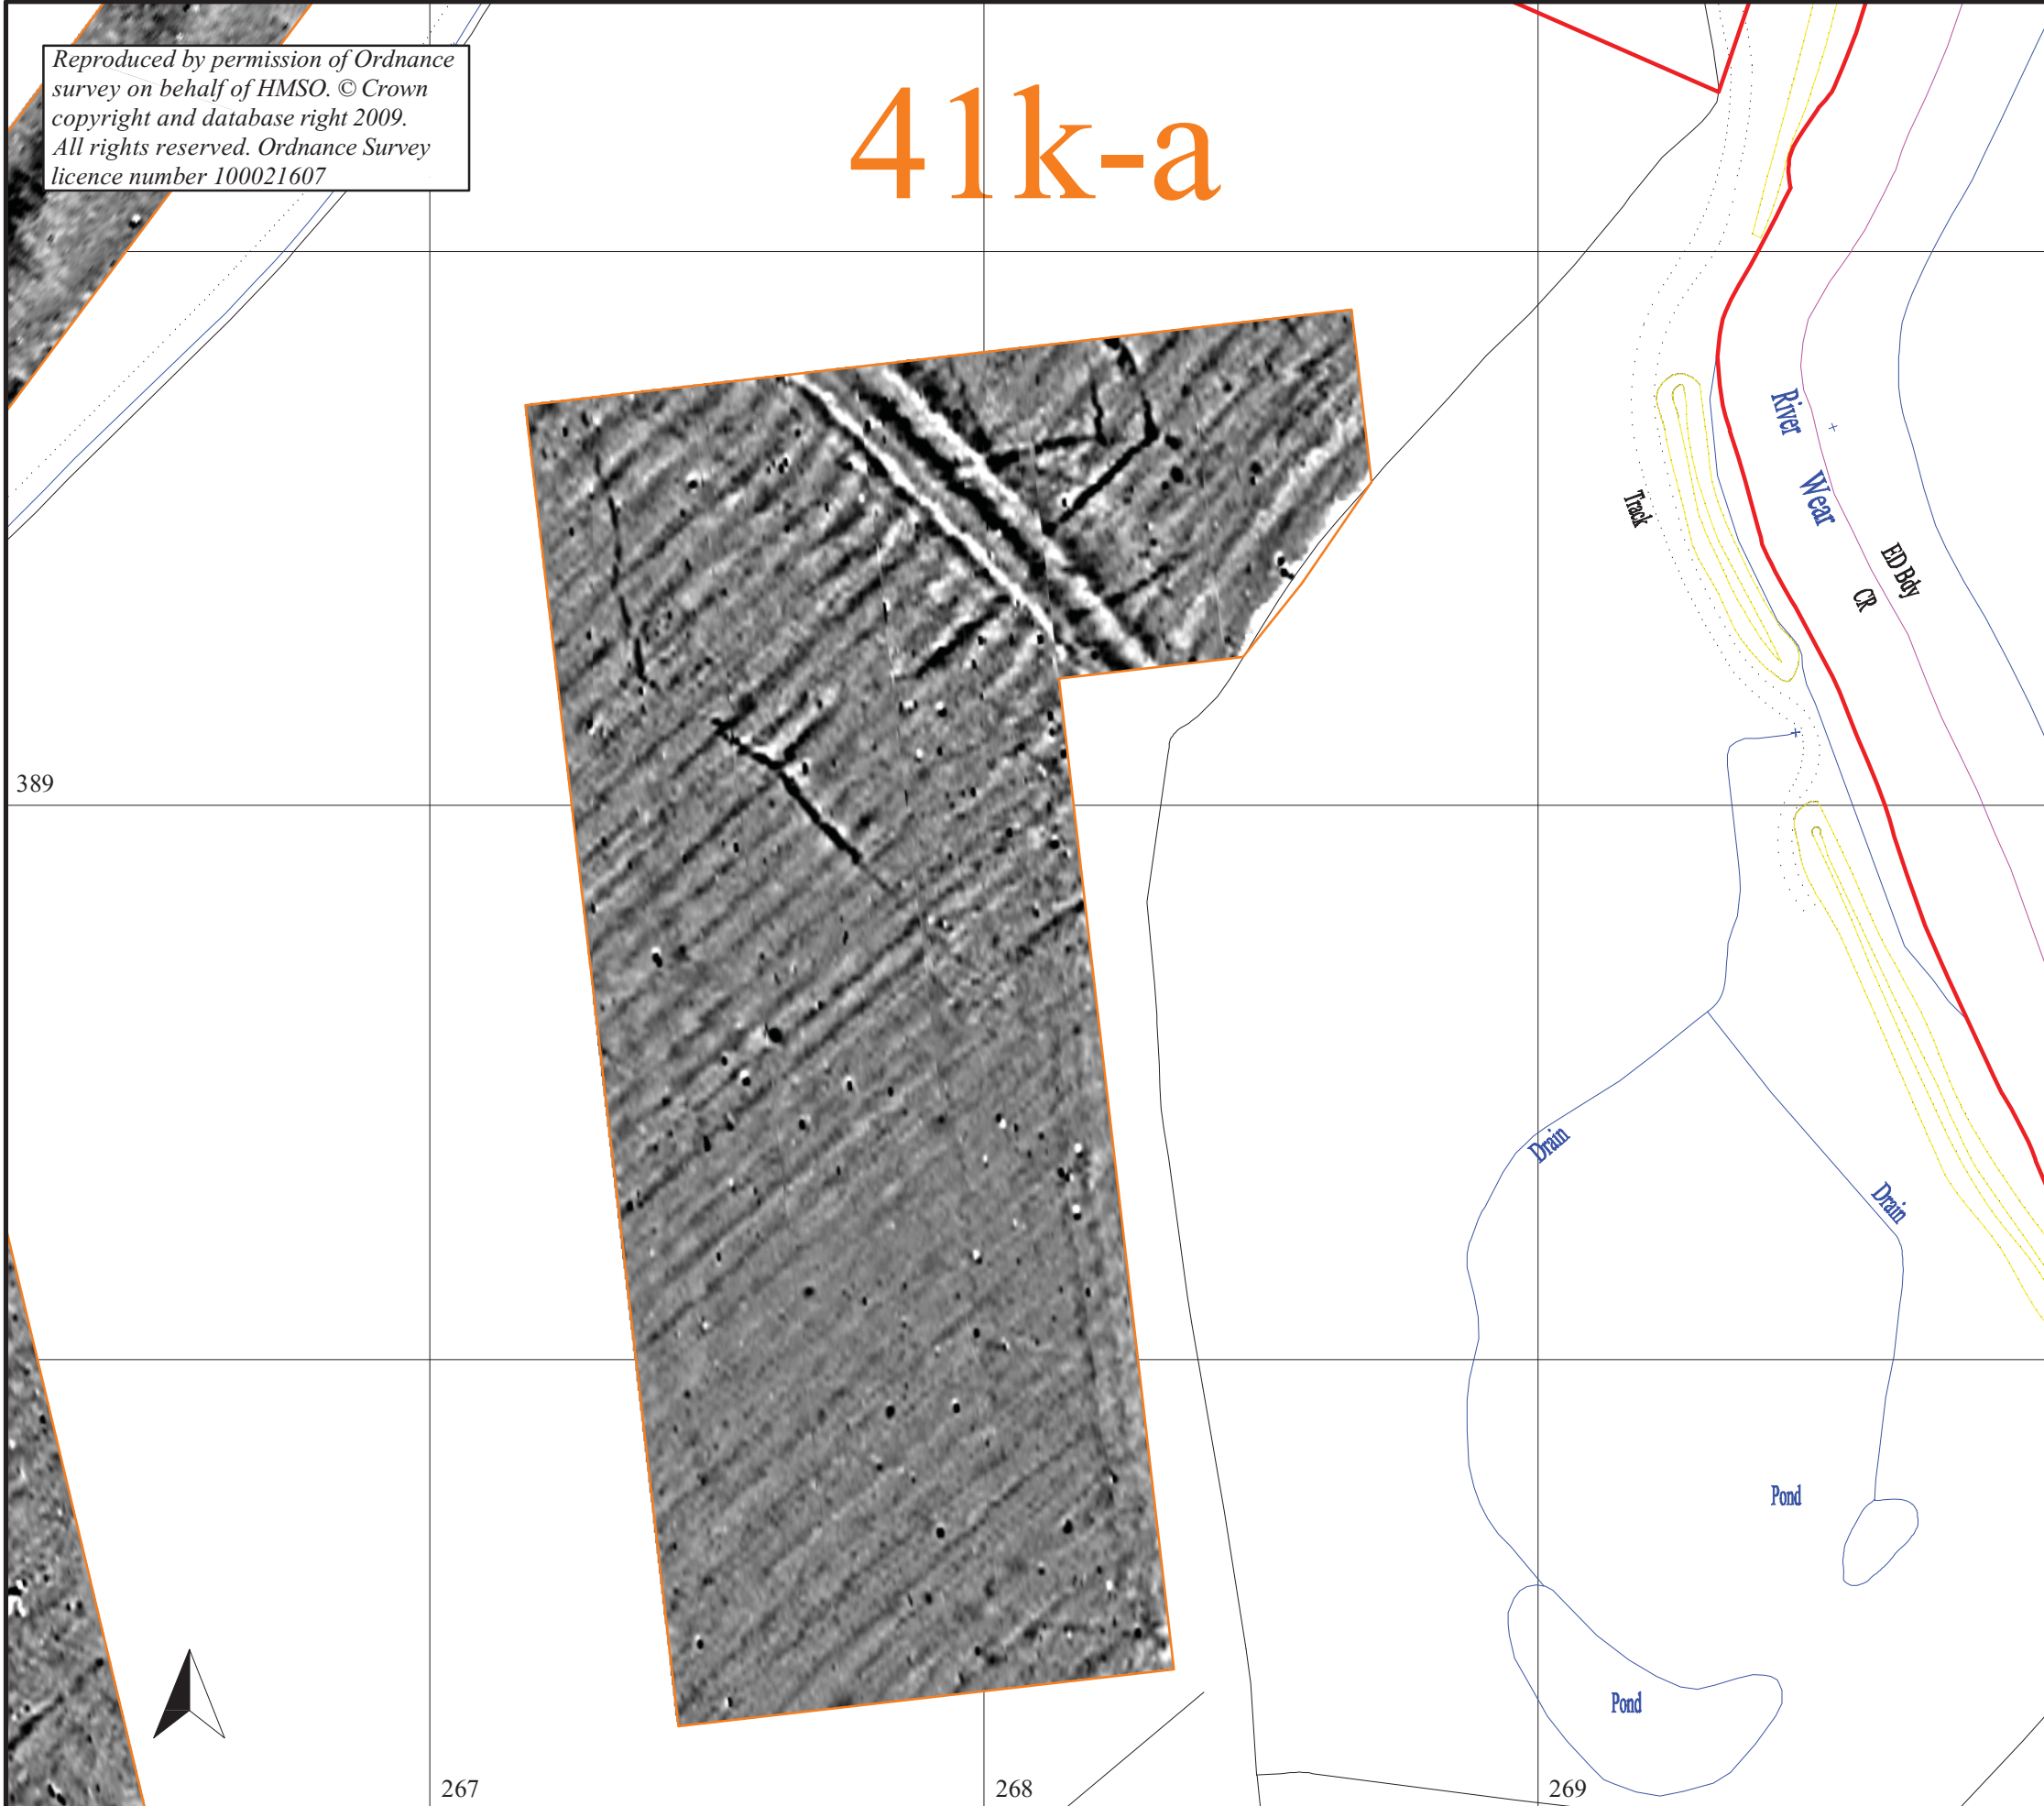 Reproduced by permission of Ordnance
survey on behalf of HMSO. © Crown
copyright and database right 2009.
All rights reserved. Ordnance Survey
licence number 100021607
41k-a
River Wear
Track
ED Bdy
CR
389
Drain
Drain
Pond
Pond
267
268
269